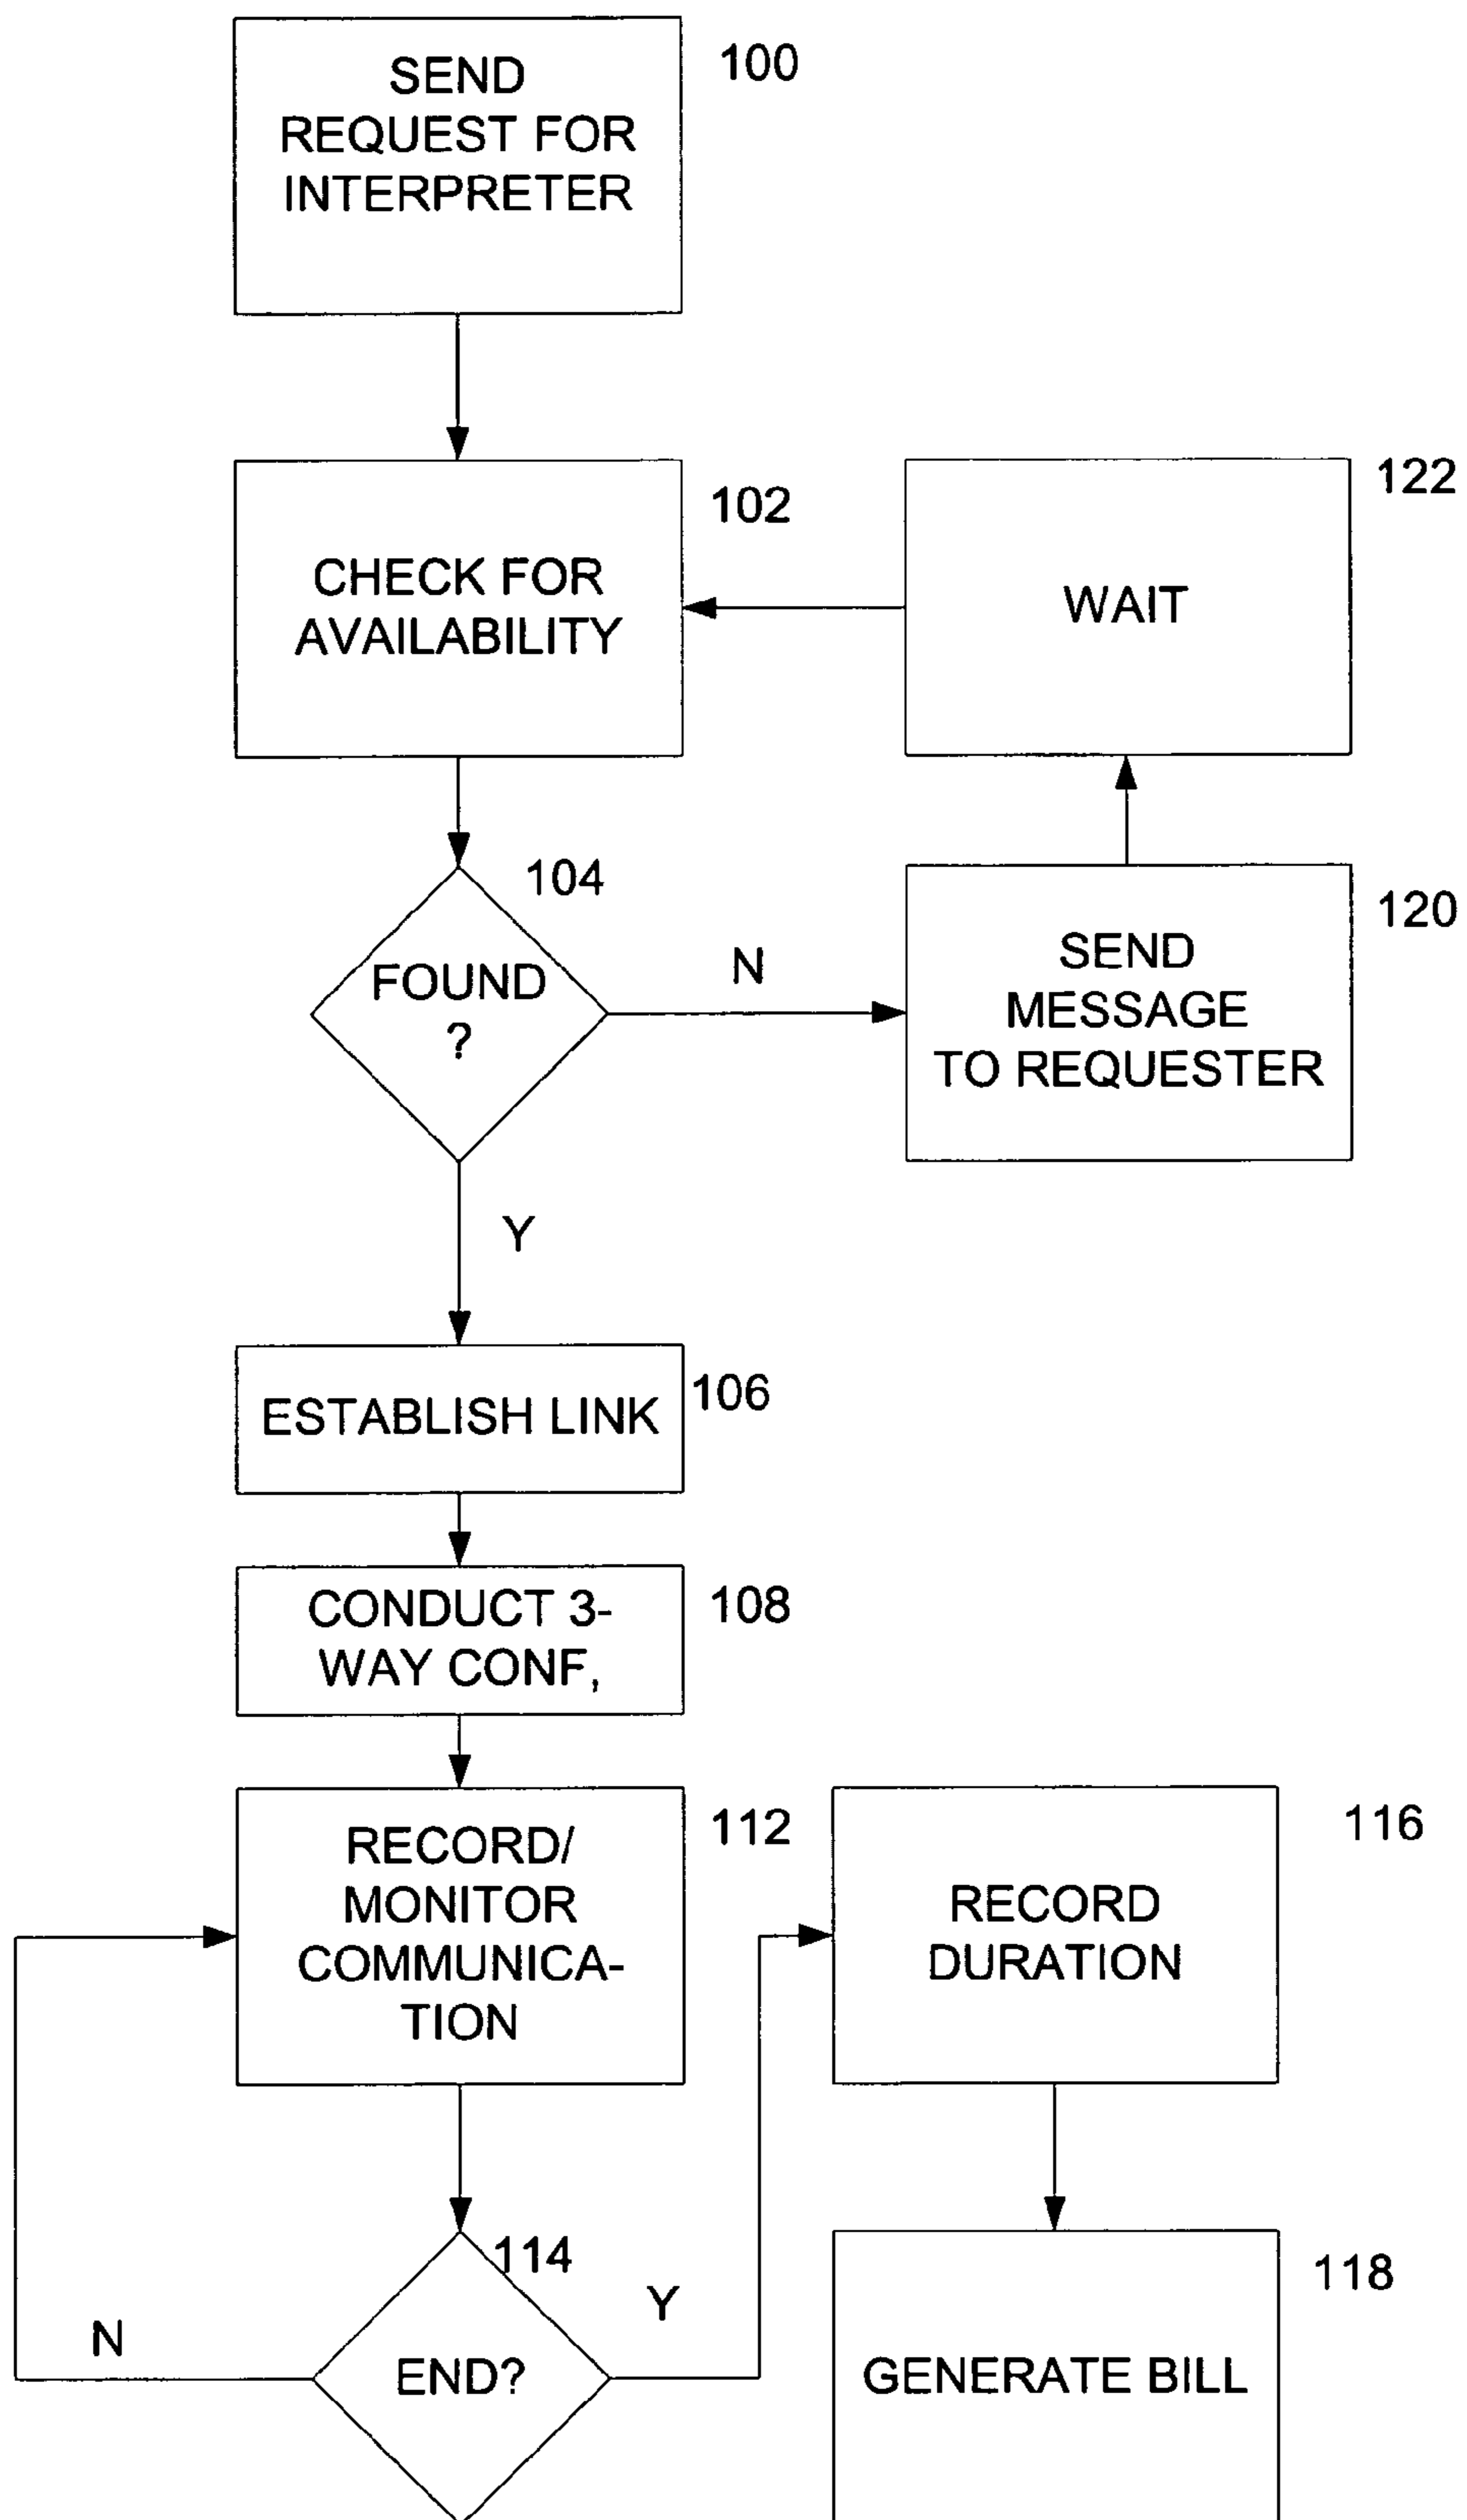 SEND
REQUEST FOR
INTERPRETER
100
CHECK FOR
AVAILABILITY
102
WAIT
122
FOUND
?
104
N
SEND
MESSAGE
TO REQUESTER
120
Y
ESTABLISH LINK
106
CONDUCT 3-
WAY CONF,
108
RECORD/
MONITOR
COMMUNICA-
TION
112
RECORD
DURATION
116
END?
114
N
Y
GENERATE BILL
118